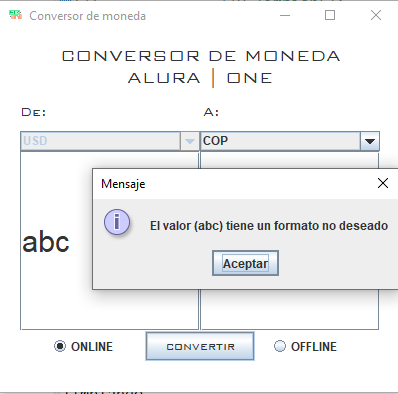 Conversor de moneda
CONVERSOR DE MONEDA
ALURA | ONE
DE: A:
USD COP
Mensaje
El valor (abc) tiene un formato no deseado
abc
Aceptar
ONLINE CONVERTIR OFFLINE